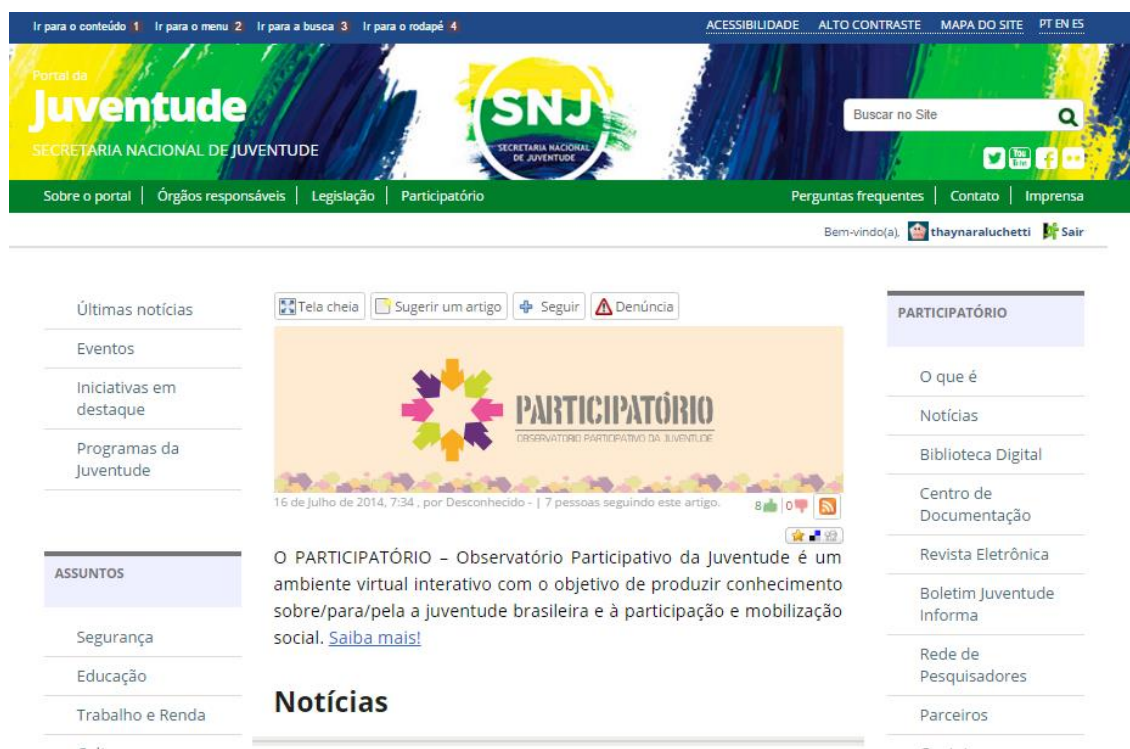 Ir para o conteúdo 1 Ir para o menu 2 Ir para a busca 3 Ir para o rodapé 4
ACESSIBILIDADE ALTO CONTRASTE MAPA DO SITE PT EN ES
Portal da
Juventude
SECRETARIA NACIONAL DE JUVENTUDE
SNJ
SECRETARIA NACIONAL
DE JUVENTUDE
Buscar no Site
You
Tube
Sobre o portal | Órgãos responsáveis | Legislação | Participatório
Perguntas frequentes | Contato | Imprensa
Bem-vindo(a), thaynaraluchetti Sair
Últimas notícias
Eventos
Iniciativas em
destaque
Programas da
Juventude
ASSUNTOS
Segurança
Educação
Trabalho e Renda
Tela cheia Sugerir um artigo Seguir Denúncia
PARTICIPATÓRIO
OBSERVATÓRIO PARTICIPATIVO DA JUVENTUDE
16 de Julho de 2014, 7:34 , por Desconhecido - | 7 pessoas seguindo este artigo.
8 | 0
O PARTICIPATÓRIO – Observatório Participativo da Juventude é um
ambiente virtual interativo com o objetivo de produzir conhecimento
sobre/para/pela a juventude brasileira e à participação e mobilização
social. Saiba mais!
Notícias
PARTICIPATÓRIO
O que é
Notícias
Biblioteca Digital
Centro de
Documentação
Revista Eletrônica
Boletim Juventude
Informa
Rede de
Pesquisadores
Parceiros